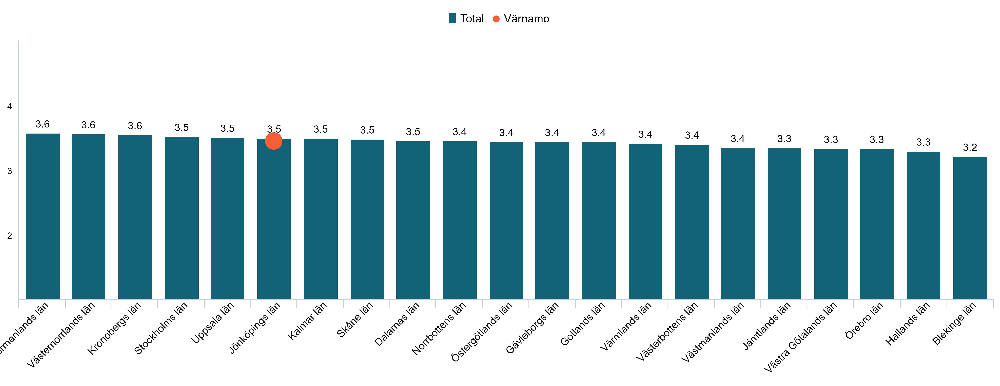 Total Värnamo
4
3
2
3.6 3.6 3.6 3.5 3.5 3.5 3.5 3.5 3.5 3.4 3.4 3.4 3.4 3.4 3.4 3.4 3.3 3.3 3.3 3.3 3.2
län
Västernorrlands län
Kronobergs län
Stockholms län
Uppsala län
Jönköpings län
Kalmar län
Skåne län
Dalarnas län
Norrbottens län
Östergötlands län
Gävleborgs län
Gotlands län
Värmlands län
Västerbottens län
Västmanlands län
Jämtlands län
Västra Götalands län
Örebro län
Hallands län
Blekinge län